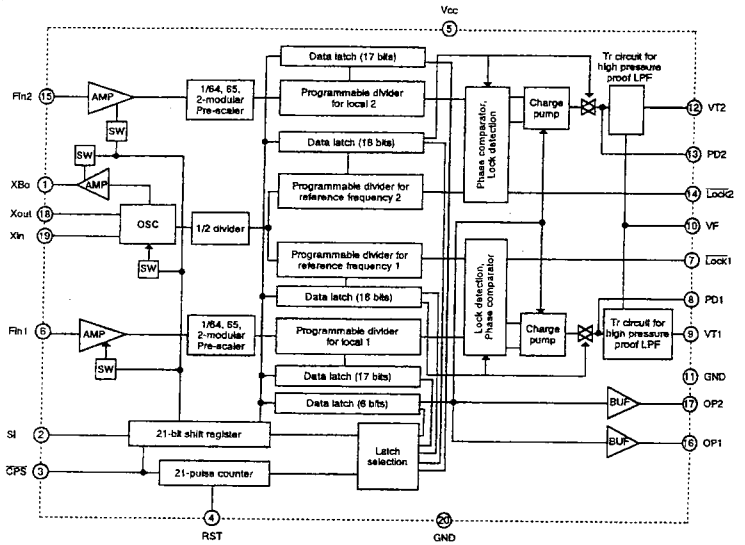 Vcc
5
Data latch (17 bits)
Tr circuit for
high pressure
proof LPF
Fin2
15
AMP
1/64, 65,
2-modular
Pre-scaler
Programmable divider
for local 2
Phase comparator,
Lock detection
Charge
pump
12
VT2
SW
Data latch (16 bits)
13
PD2
SW
XBo
1
AMP
Programmable divider for
reference frequency 2
14
Lock2
Xout
18
OSC
1/2 divider
10
VF
Xin
19
SW
Programmable divider for
reference frequency 1
Lock detection,
Phase comparator
7
Lock1
Data latch (16 bits)
8
PD1
Fin1
6
AMP
1/64, 65,
2-modular
Pre-scaler
Programmable divider
for local 1
Charge
pump
Tr circuit for
high pressure
proof LPF
9
VT1
SW
Data latch (17 bits)
11
GND
Data latch (6 bits)
BUF
17
OP2
SI
2
21-bit shift register
Latch
selection
BUF
16
OP1
CPS
3
21-pulse counter
4
RST
20
GND